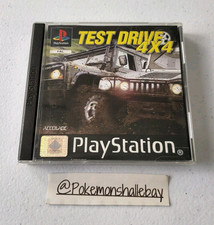 TEST DRIVE
4X4
ACCOLADE
PlayStation
@Pokemonshallebay